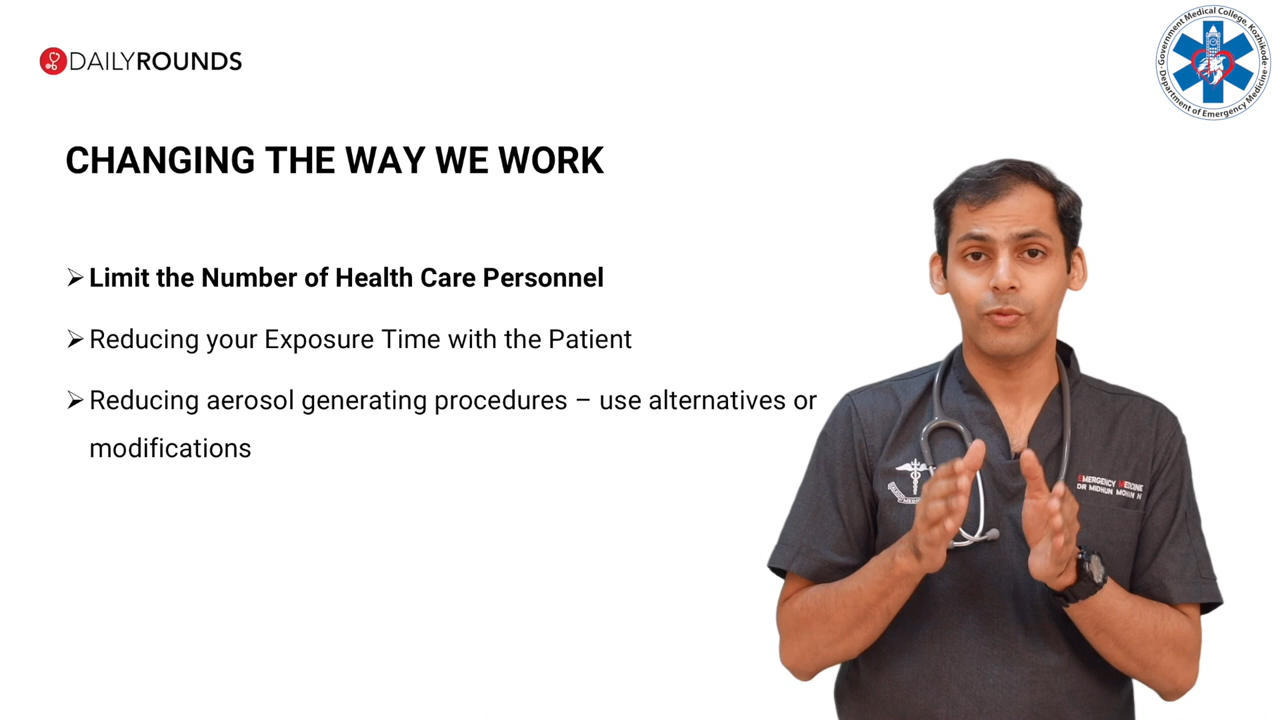 DAILYROUNDS
Government Medical College, Kozhikode
Department of Emergency Medicine
CHANGING THE WAY WE WORK
➢ Limit the Number of Health Care Personnel
➢ Reducing your Exposure Time with the Patient
➢ Reducing aerosol generating procedures – use alternatives or
modifications
EMERGENCY MEDICINE
DR MIDHUN MOHAN N